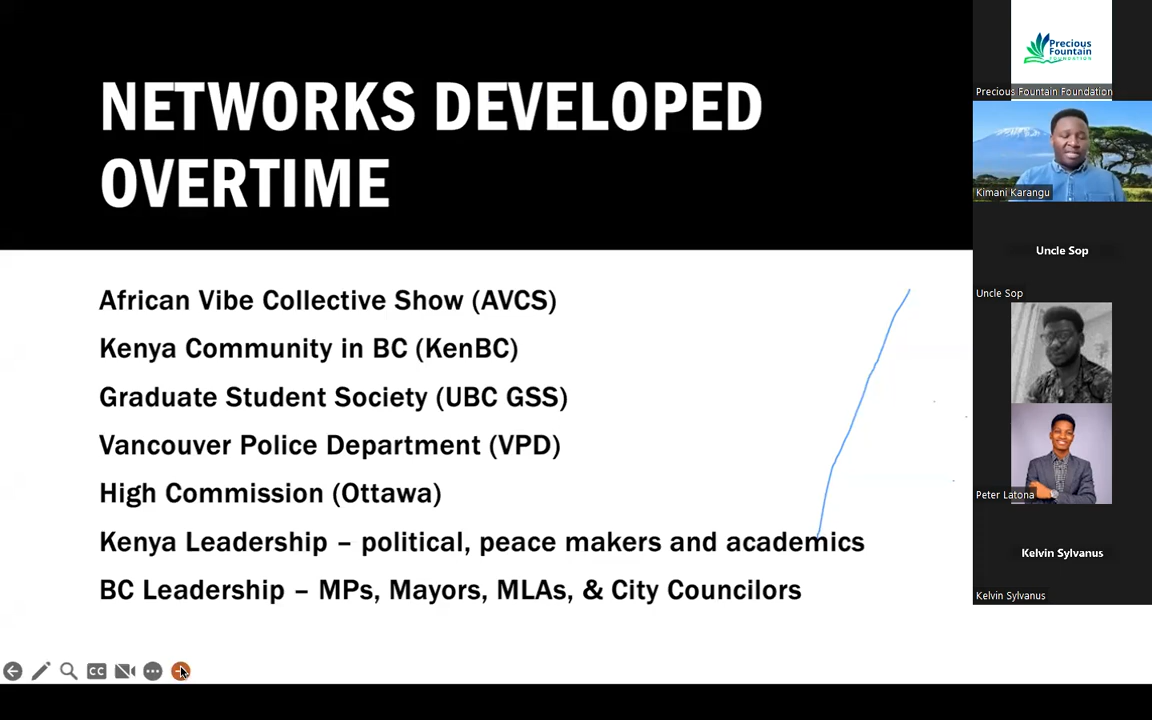 NETWORKS DEVELOPED
OVERTIME
African Vibe Collective Show (AVCS)
Kenya Community in BC (KenBC)
Graduate Student Society (UBC GSS)
Vancouver Police Department (VPD)
High Commission (Ottawa)
Kenya Leadership – political, peace makers and academics
BC Leadership – MPs, Mayors, MLAs, & City Councilors
CC
Precious
Fountain
FOUNDATION
Precious Fountain Foundation
Kimani Karangu
Uncle Sop
Uncle Sop
Peter Latona
Kelvin Sylvanus
Kelvin Sylvanus